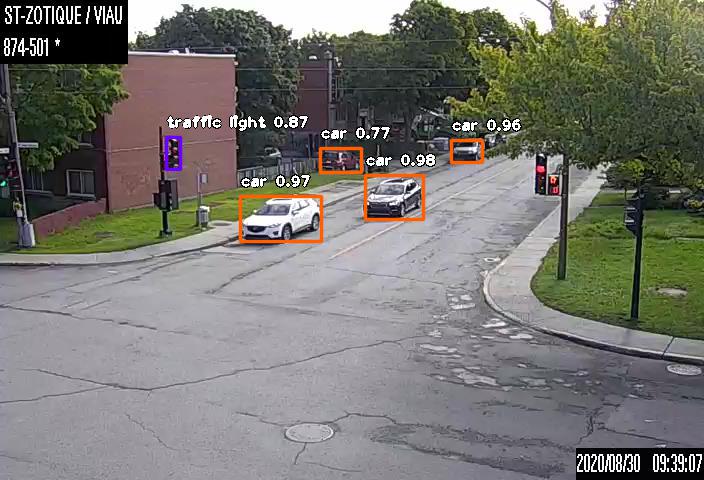 ST-ZOTIQUE / VIAU
874-501 *
traffic light 0.87
car 0.77
car 0.96
car 0.98
car 0.97
2020/08/30 09:39:07